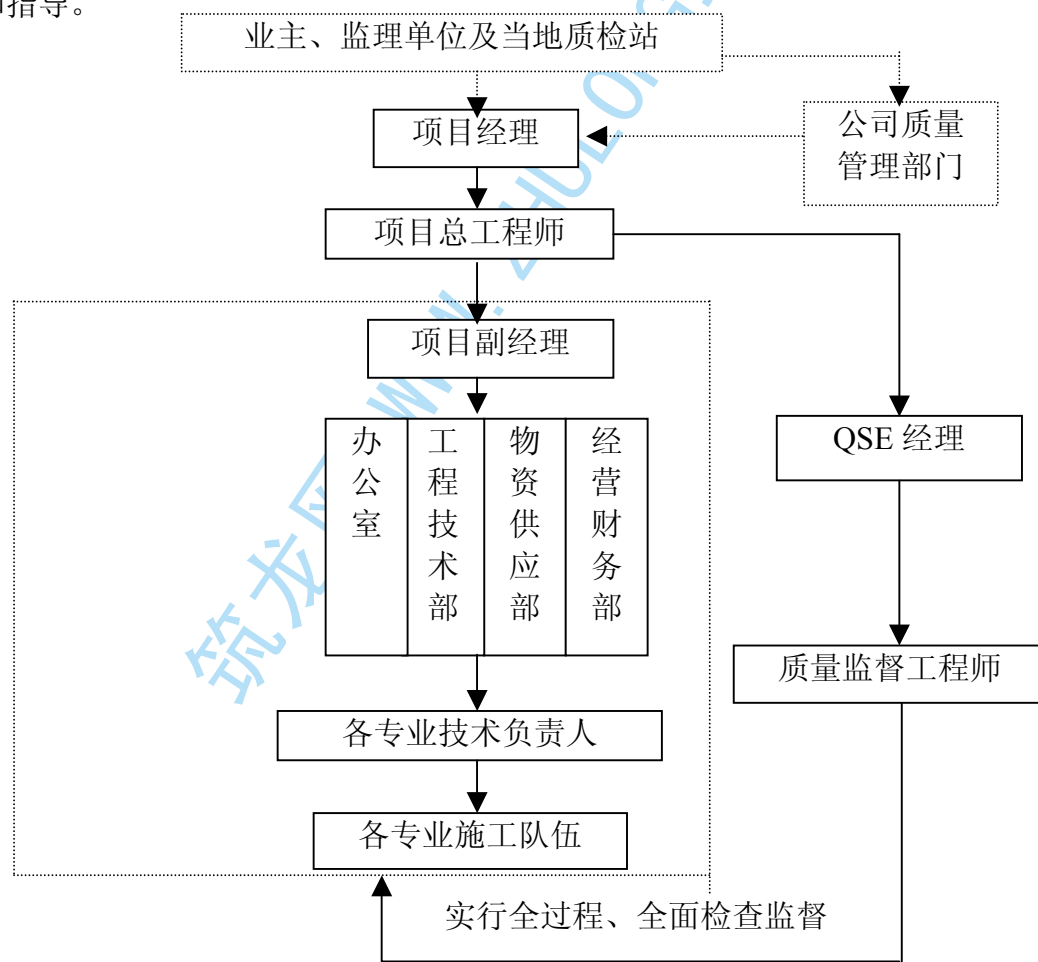 指导。
业主、监理单位及当地质检站
项目经理
公司质量
管理部门
项目总工程师
项目副经理
办公室
工程技术部
物资供应部
经营财务部
QSE 经理
质量监督工程师
各专业技术负责人
各专业施工队伍
实行全过程、全面检查监督